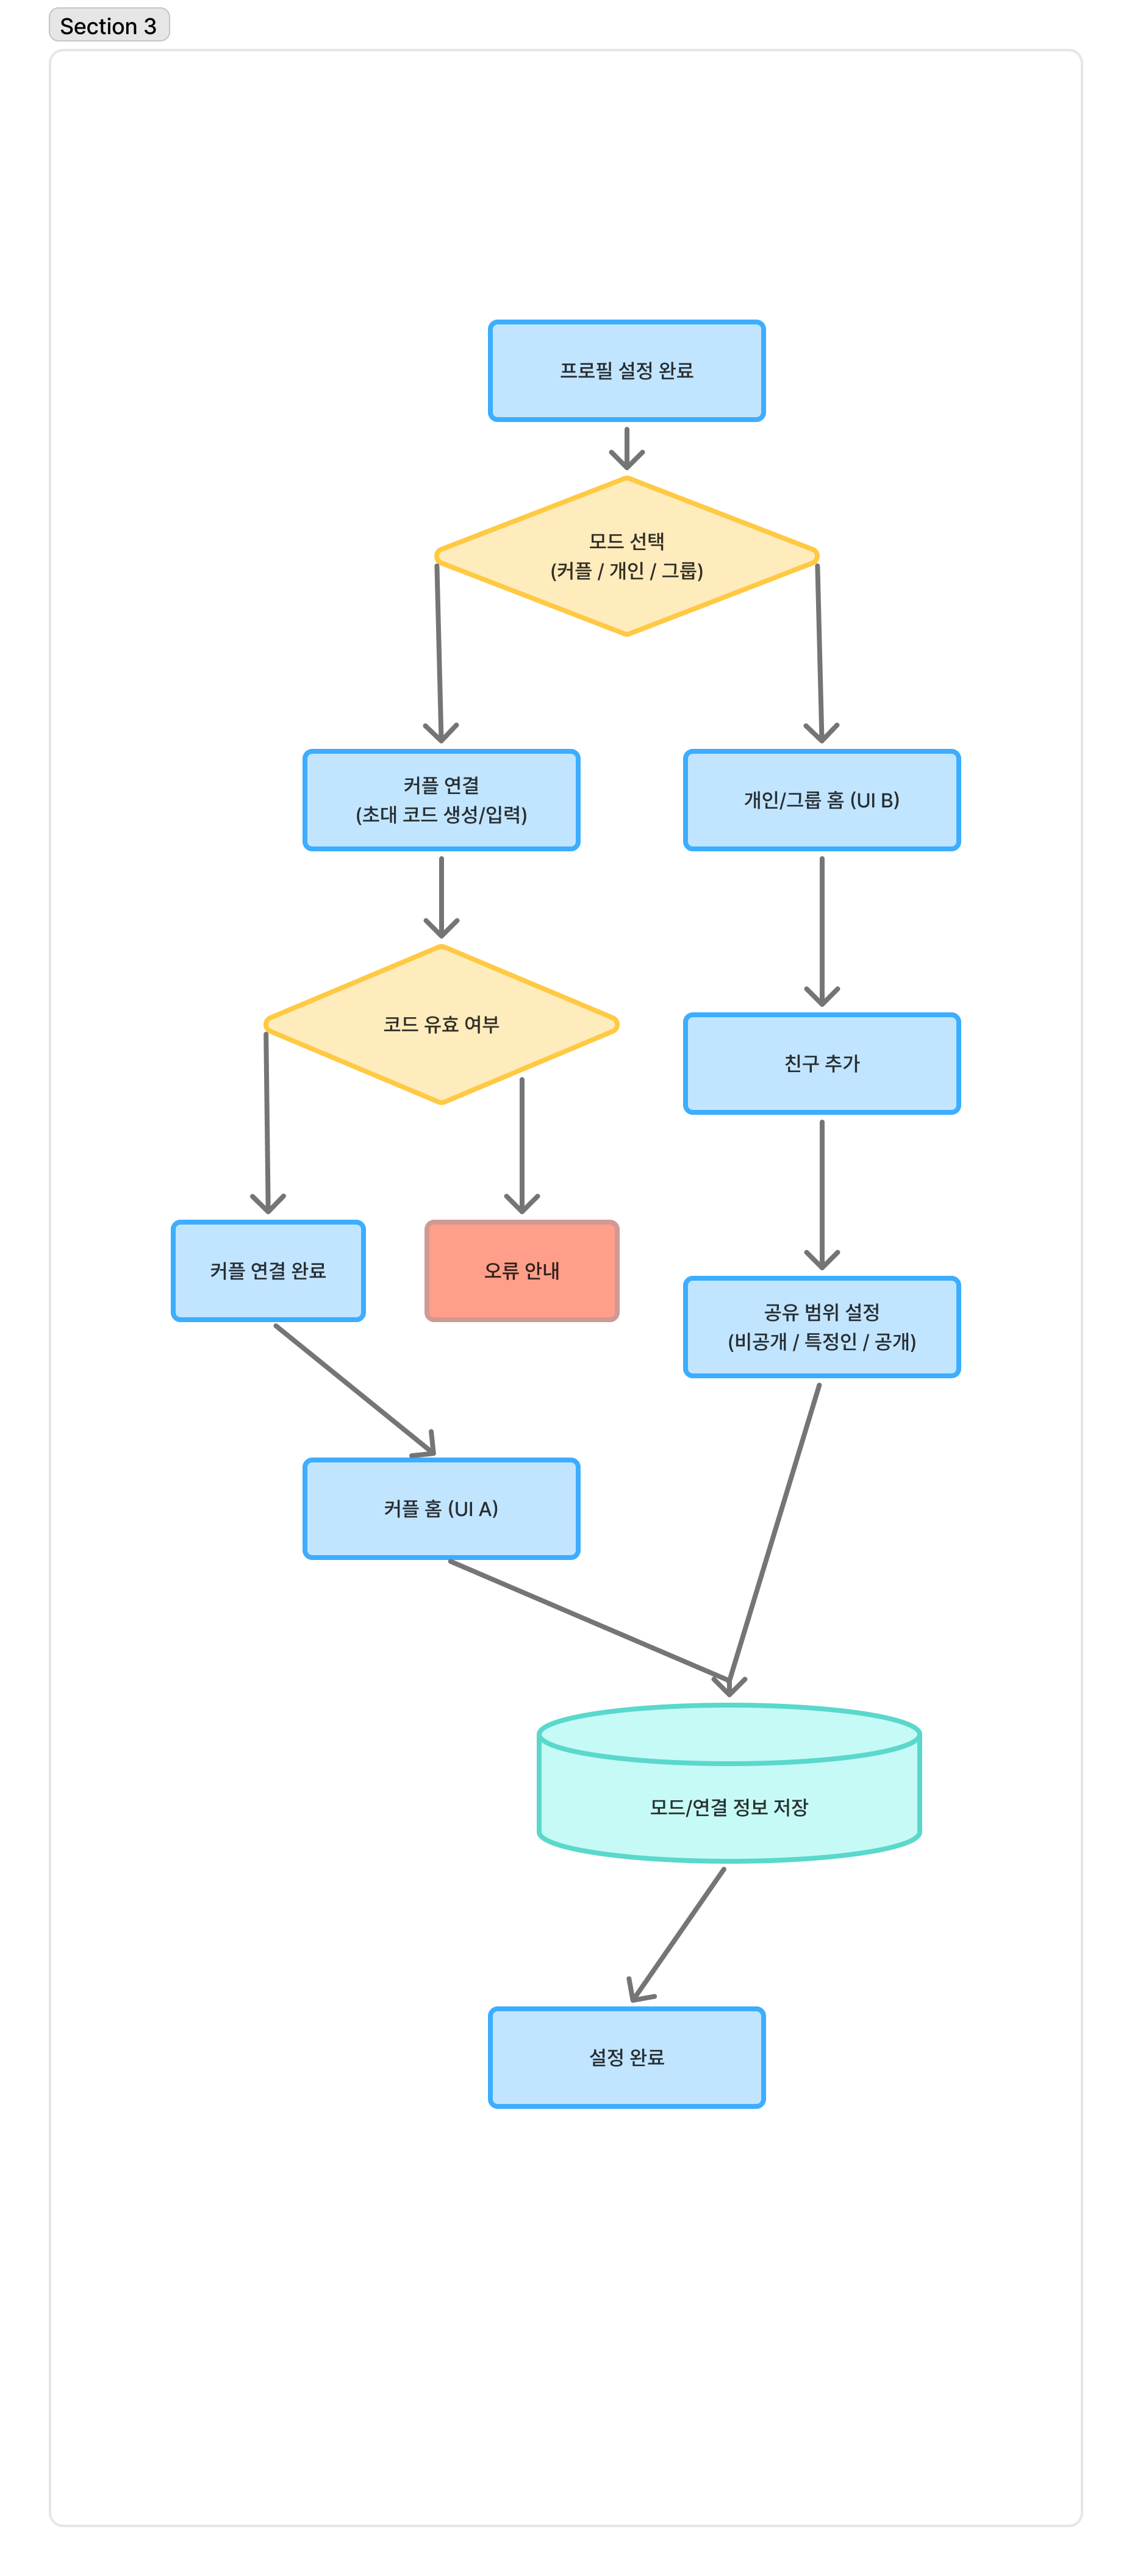 Section 3
프로필 설정 완료
모드 선택
(커플 / 개인 / 그룹)
커플 연결
(초대 코드 생성/입력)
개인/그룹 홈 (UI B)
코드 유효 여부
친구 추가
커플 연결 완료
오류 안내
공유 범위 설정
(비공개 / 특정인 / 공개)
커플 홈 (UI A)
모드/연결 정보 저장
설정 완료